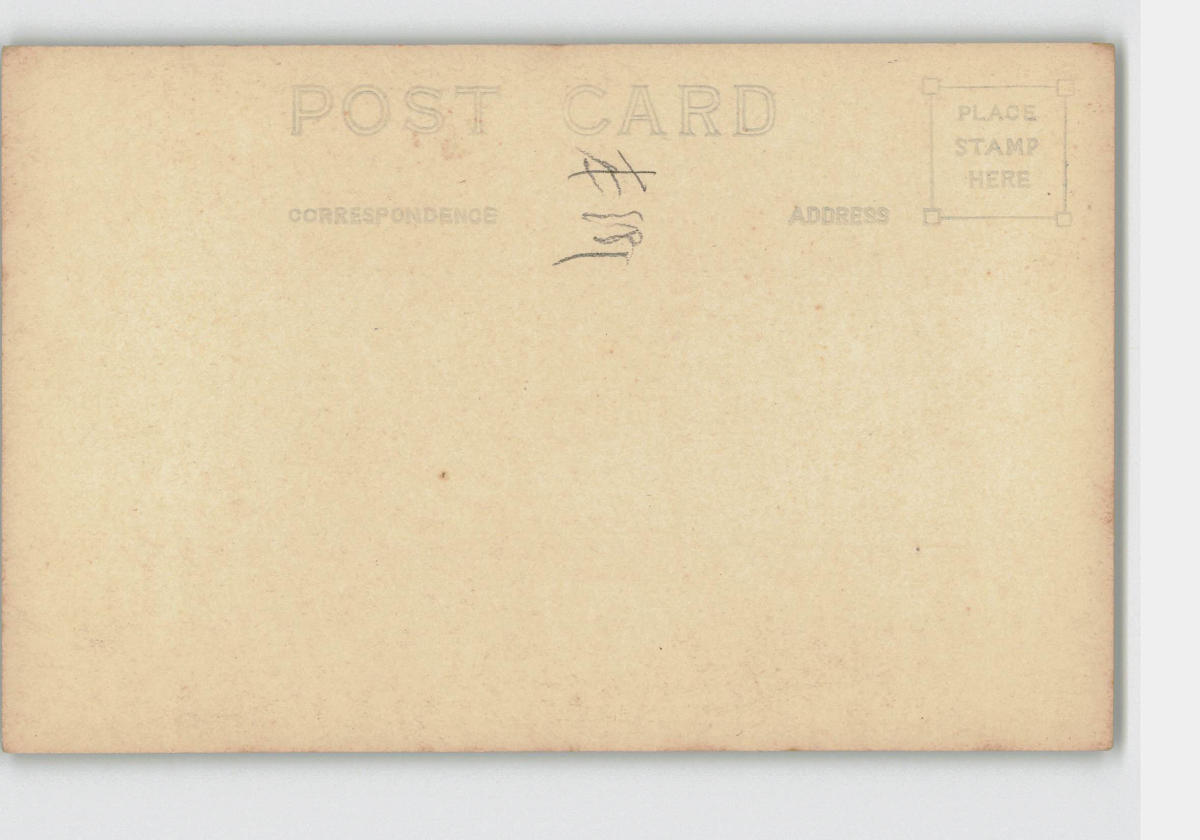 POST CARD
CORRESPONDENCE
ADDRESS
PLACE
STAMP
HERE